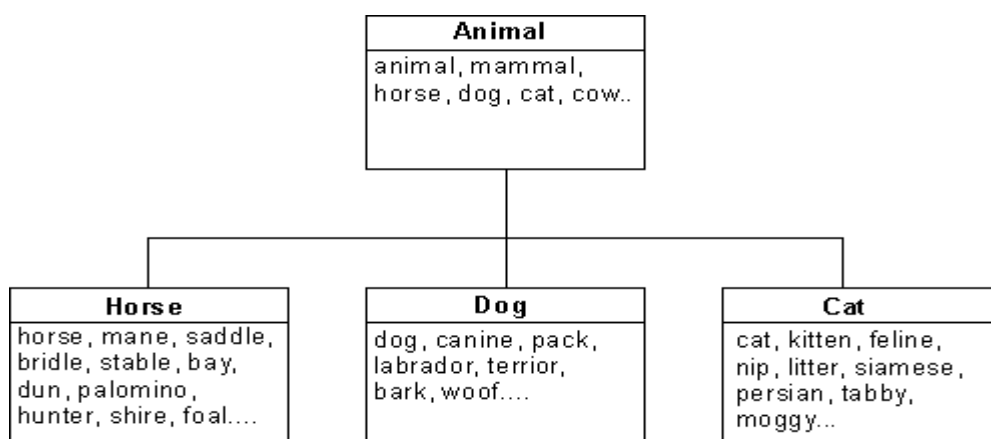 Animal
animal, mammal,
horse, dog, cat, cow..
Horse
horse, mane, saddle,
bridle, stable, bay,
dun, palomino,
hunter, shire, foal....
Dog
dog, canine, pack,
labrador, terrior,
bark, woof....
Cat
cat, kitten, feline,
nip, litter, siamese,
persian, tabby,
moggy...